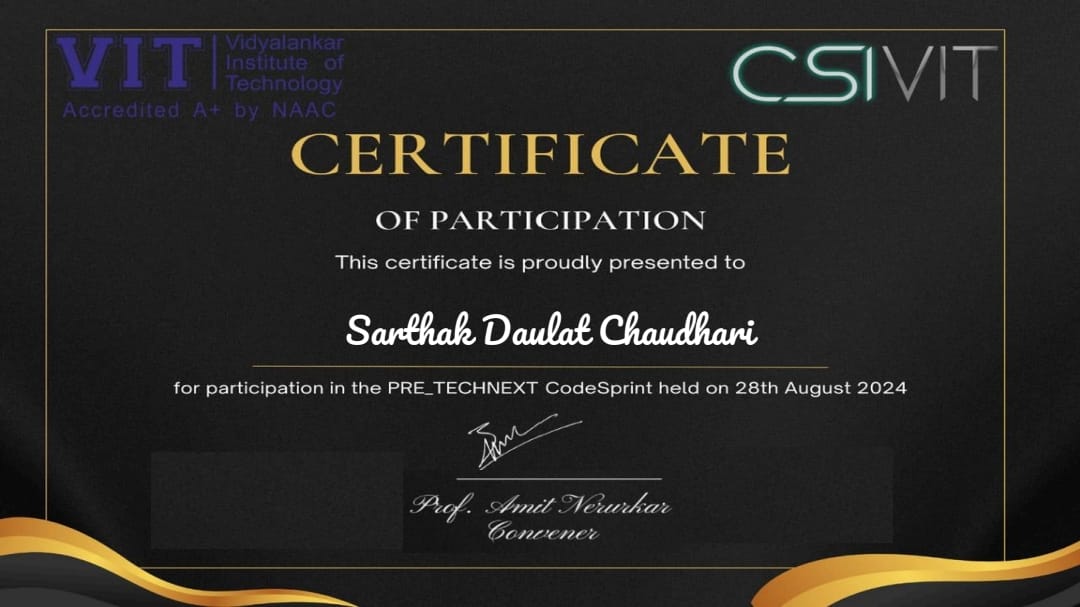 VIT
Vidyalankar
Institute of
Technology
Accredited A+ by NAAC
CSIVIT
CERTIFICATE
OF PARTICIPATION
This certificate is proudly presented to
Sarthak Daulat Chaudhari
for participation in the PRE_TECHNEXT CodeSprint held on 28th August 2024
Prof. Amit Nerurkar
Convener